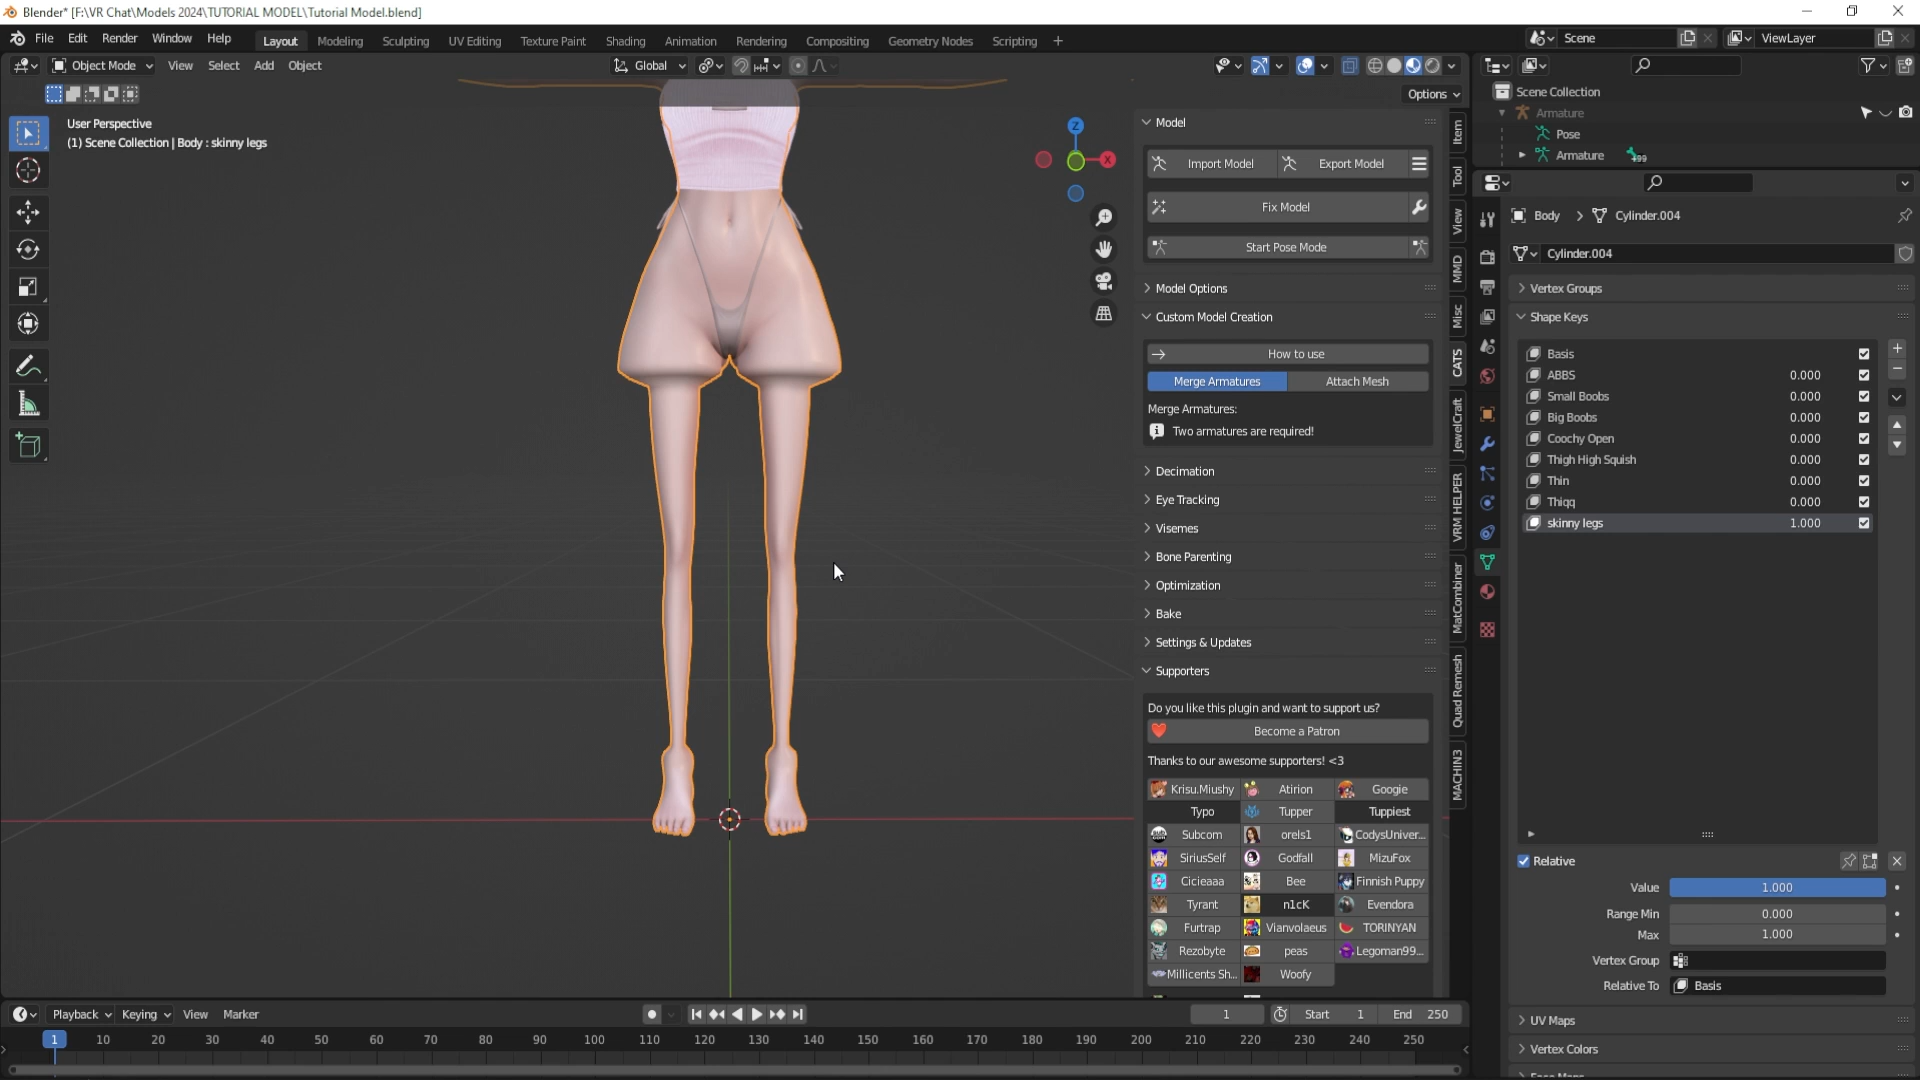 Blender* [F:\VR Chat\Models 2024\TUTORIAL MODEL\Tutorial Model.blend]
File Edit Render Window Help Layout Modeling Sculpting UV Editing Texture Paint Shading Animation Rendering Compositing Geometry Nodes Scripting + Scene ViewLayer
Object Mode View Select Add Object Global
Options
User Perspective
(1) Scene Collection | Body : skinny legs
Z
X
Model
Import Model Export Model
Fix Model
Start Pose Mode
Model Options
Custom Model Creation
How to use
Merge Armatures Attach Mesh
Merge Armatures:
Two armatures are required!
Decimation
Eye Tracking
Visemes
Bone Parenting
Optimization
Bake
Settings & Updates
Supporters
Do you like this plugin and want to support us?
Become a Patron
Thanks to our awesome supporters! <3
Krisu.Miushy Atirion Googie
Typo Tupper Tuppiest
Subcom orels1 CodysUniver...
SiriusSelf Godfall MizuFox
Cicieaaa Bee Finnish Puppy
Tyrant n1cK Evendora
Furtrap Vianvolaeus TORINYAN
Rezobyte peas Legoman99...
Millicents Sh... Woofy
Item
Tool
View
MMD
Misc
CATS
JewelCraft
VRM HELPER
MatCombiner
Quad Remesh
MACHIN3
Scene Collection
Armature
Pose
Armature 499
Body Cylinder.004
Cylinder.004
Vertex Groups
Shape Keys
Basis
ABBS 0.000
Small Boobs 0.000
Big Boobs 0.000
Coochy Open 0.000
Thigh High Squish 0.000
Thin 0.000
Thiqq 0.000
skinny legs 1.000
Relative
Value 1.000
Range Min 0.000
Max 1.000
Vertex Group
Relative To Basis
UV Maps
Vertex Colors
Playback Keying View Marker 1 Start 1 End 250
1 10 20 30 40 50 60 70 80 90 100 110 120 130 140 150 160 170 180 190 200 210 220 230 240 250